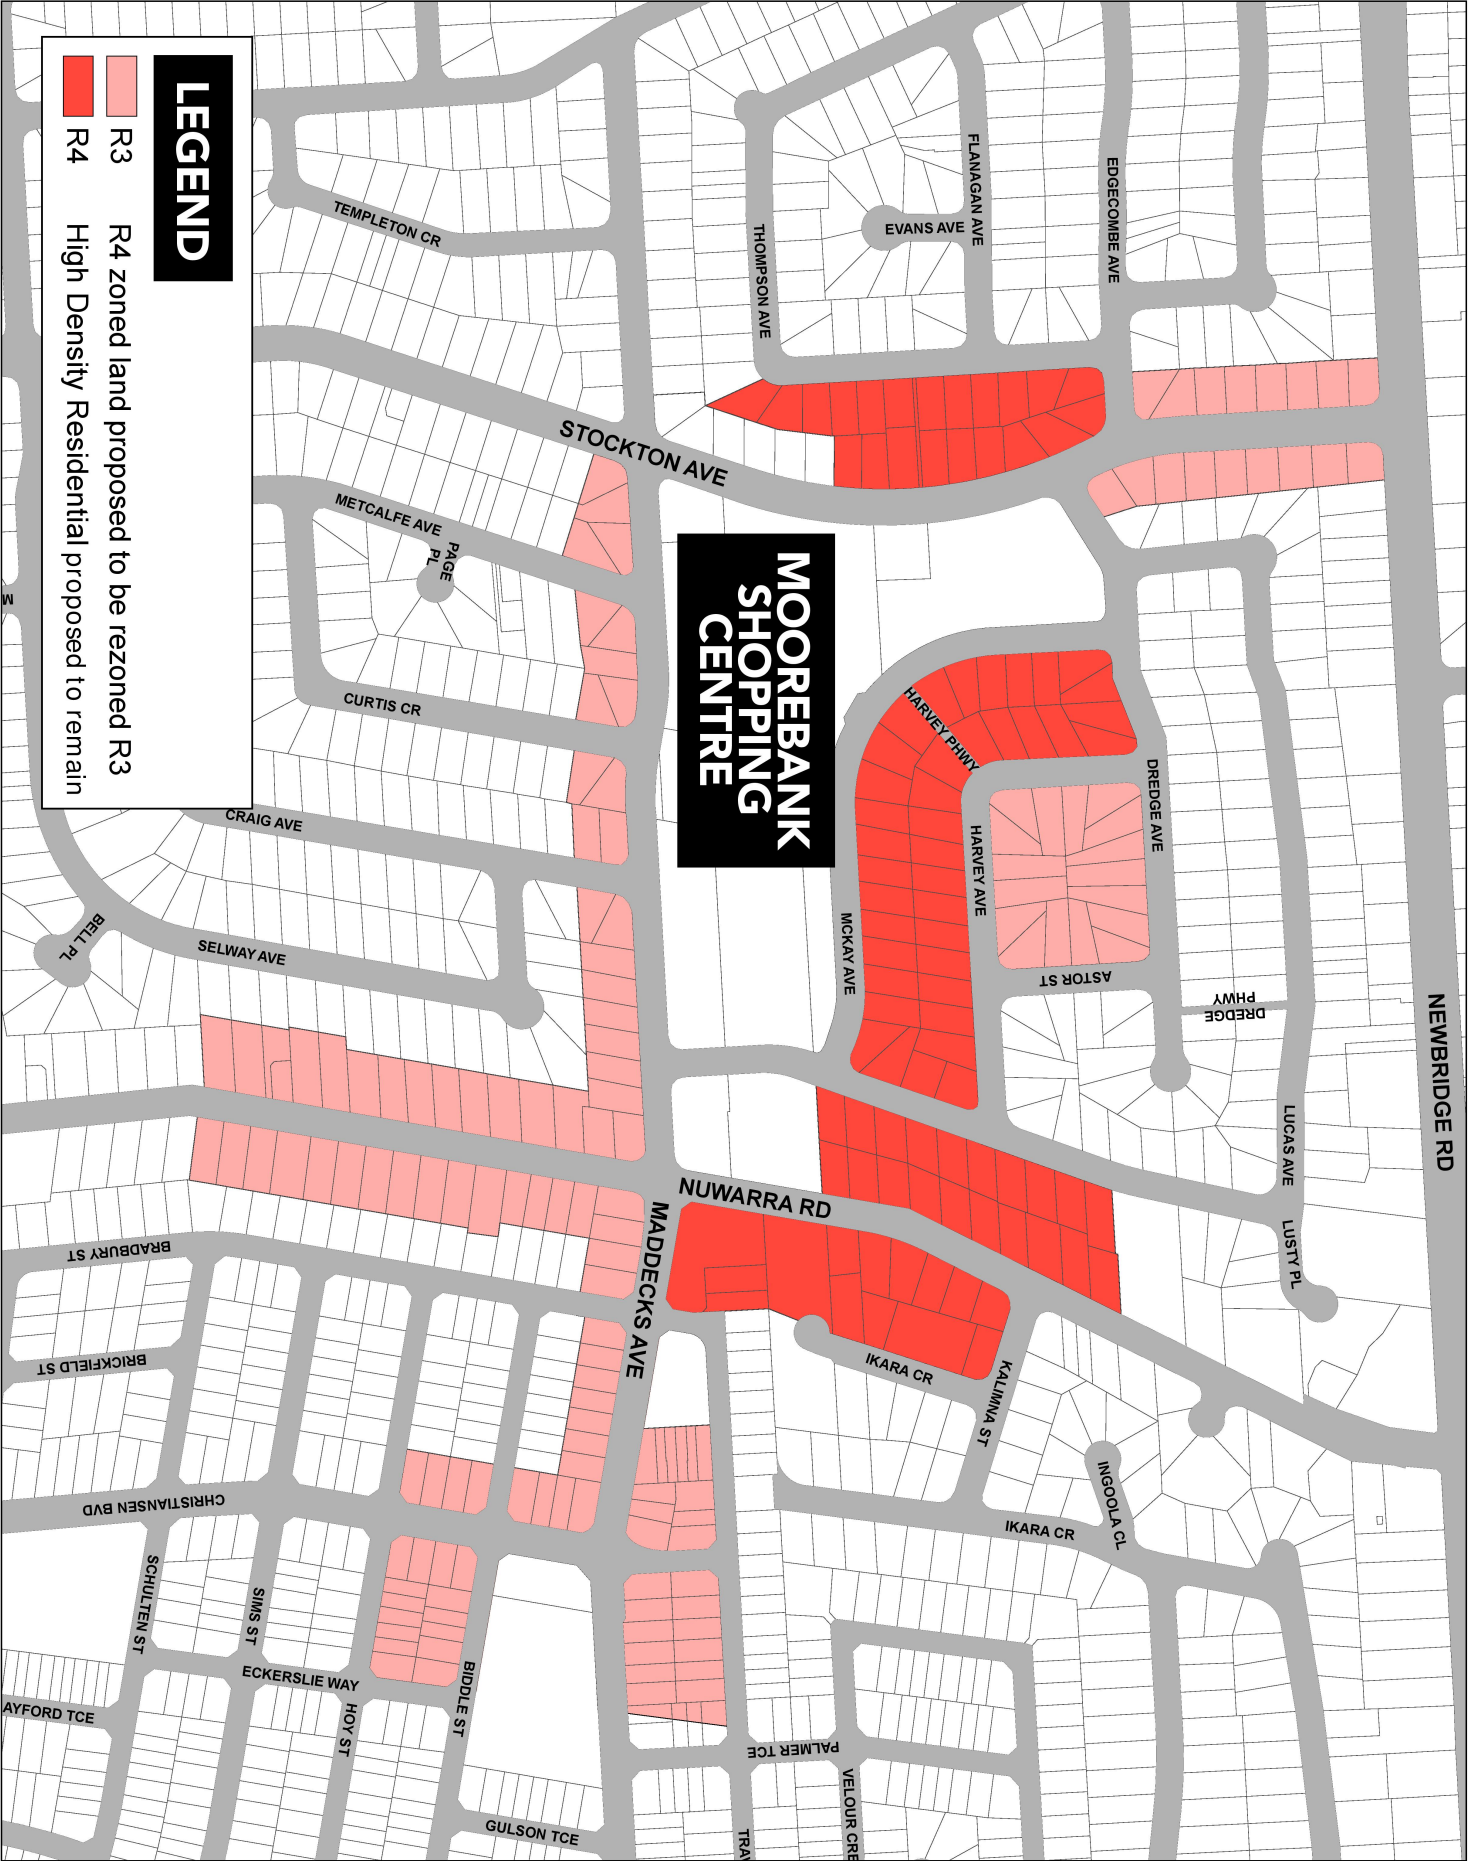 LEGEND
R3 R4 zoned land proposed to be rezoned R3
R4 High Density Residential proposed to remain
MOOREBANK
SHOPPING
CENTRE
NEWBRIDGE RD
EDGECOMBE AVE
FLANAGAN AVE
EVANS AVE
THOMPSON AVE
TEMPLETON CR
STOCKTON AVE
METCALFE AVE
PAGE
PL
CURTIS CR
CRAIG AVE
SELWAY AVE
BELL PL
HARVEY PHWY
HARVEY AVE
DREDGE AVE
MCKAY AVE
ASTOR ST
DREDGE
PHWY
LUCAS AVE
LUSTY PL
NUWARRA RD
MADDECKS AVE
IKARA CR
KALIMNA ST
INGOOLA CL
IKARA CR
BRADBURY ST
BRICKFIELD ST
CHRISTIANSEN BVD
SCHULTEN ST
SIMS ST
ECKERSLIE WAY
HOY ST
BIDDLE ST
AYFORD TCE
GULSON TCE
PALMER TCE
VELOUR CRE
TRAV
M